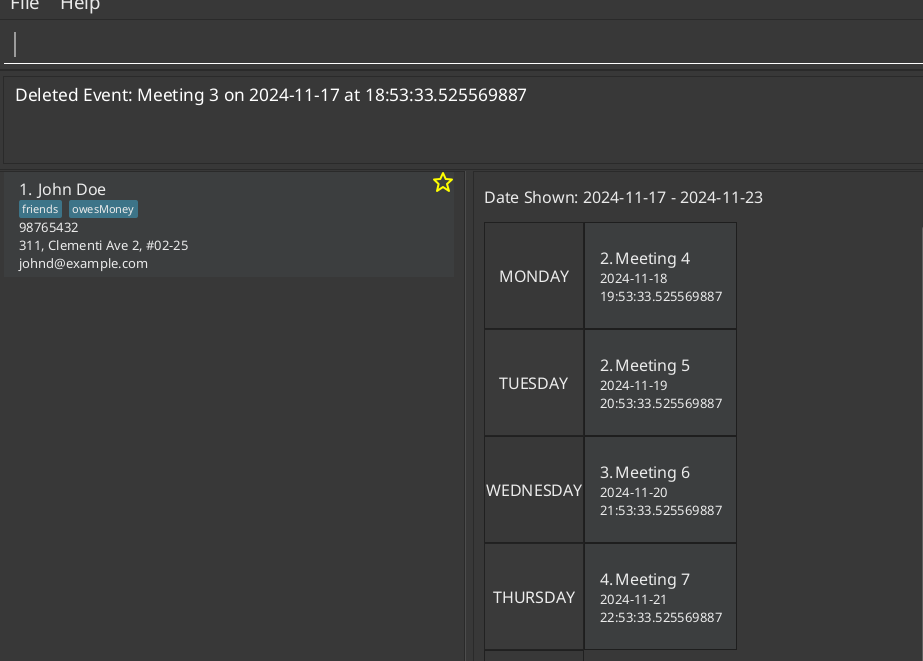 File Help
Deleted Event: Meeting 3 on 2024-11-17 at 18:53:33.525569887
1. John Doe
friends owesMoney
98765432
311, Clementi Ave 2, #02-25
johnd@example.com
Date Shown: 2024-11-17 - 2024-11-23
MONDAY
2. Meeting 4
2024-11-18
19:53:33.525569887
TUESDAY
2. Meeting 5
2024-11-19
20:53:33.525569887
WEDNESDAY
3. Meeting 6
2024-11-20
21:53:33.525569887
THURSDAY
4. Meeting 7
2024-11-21
22:53:33.525569887